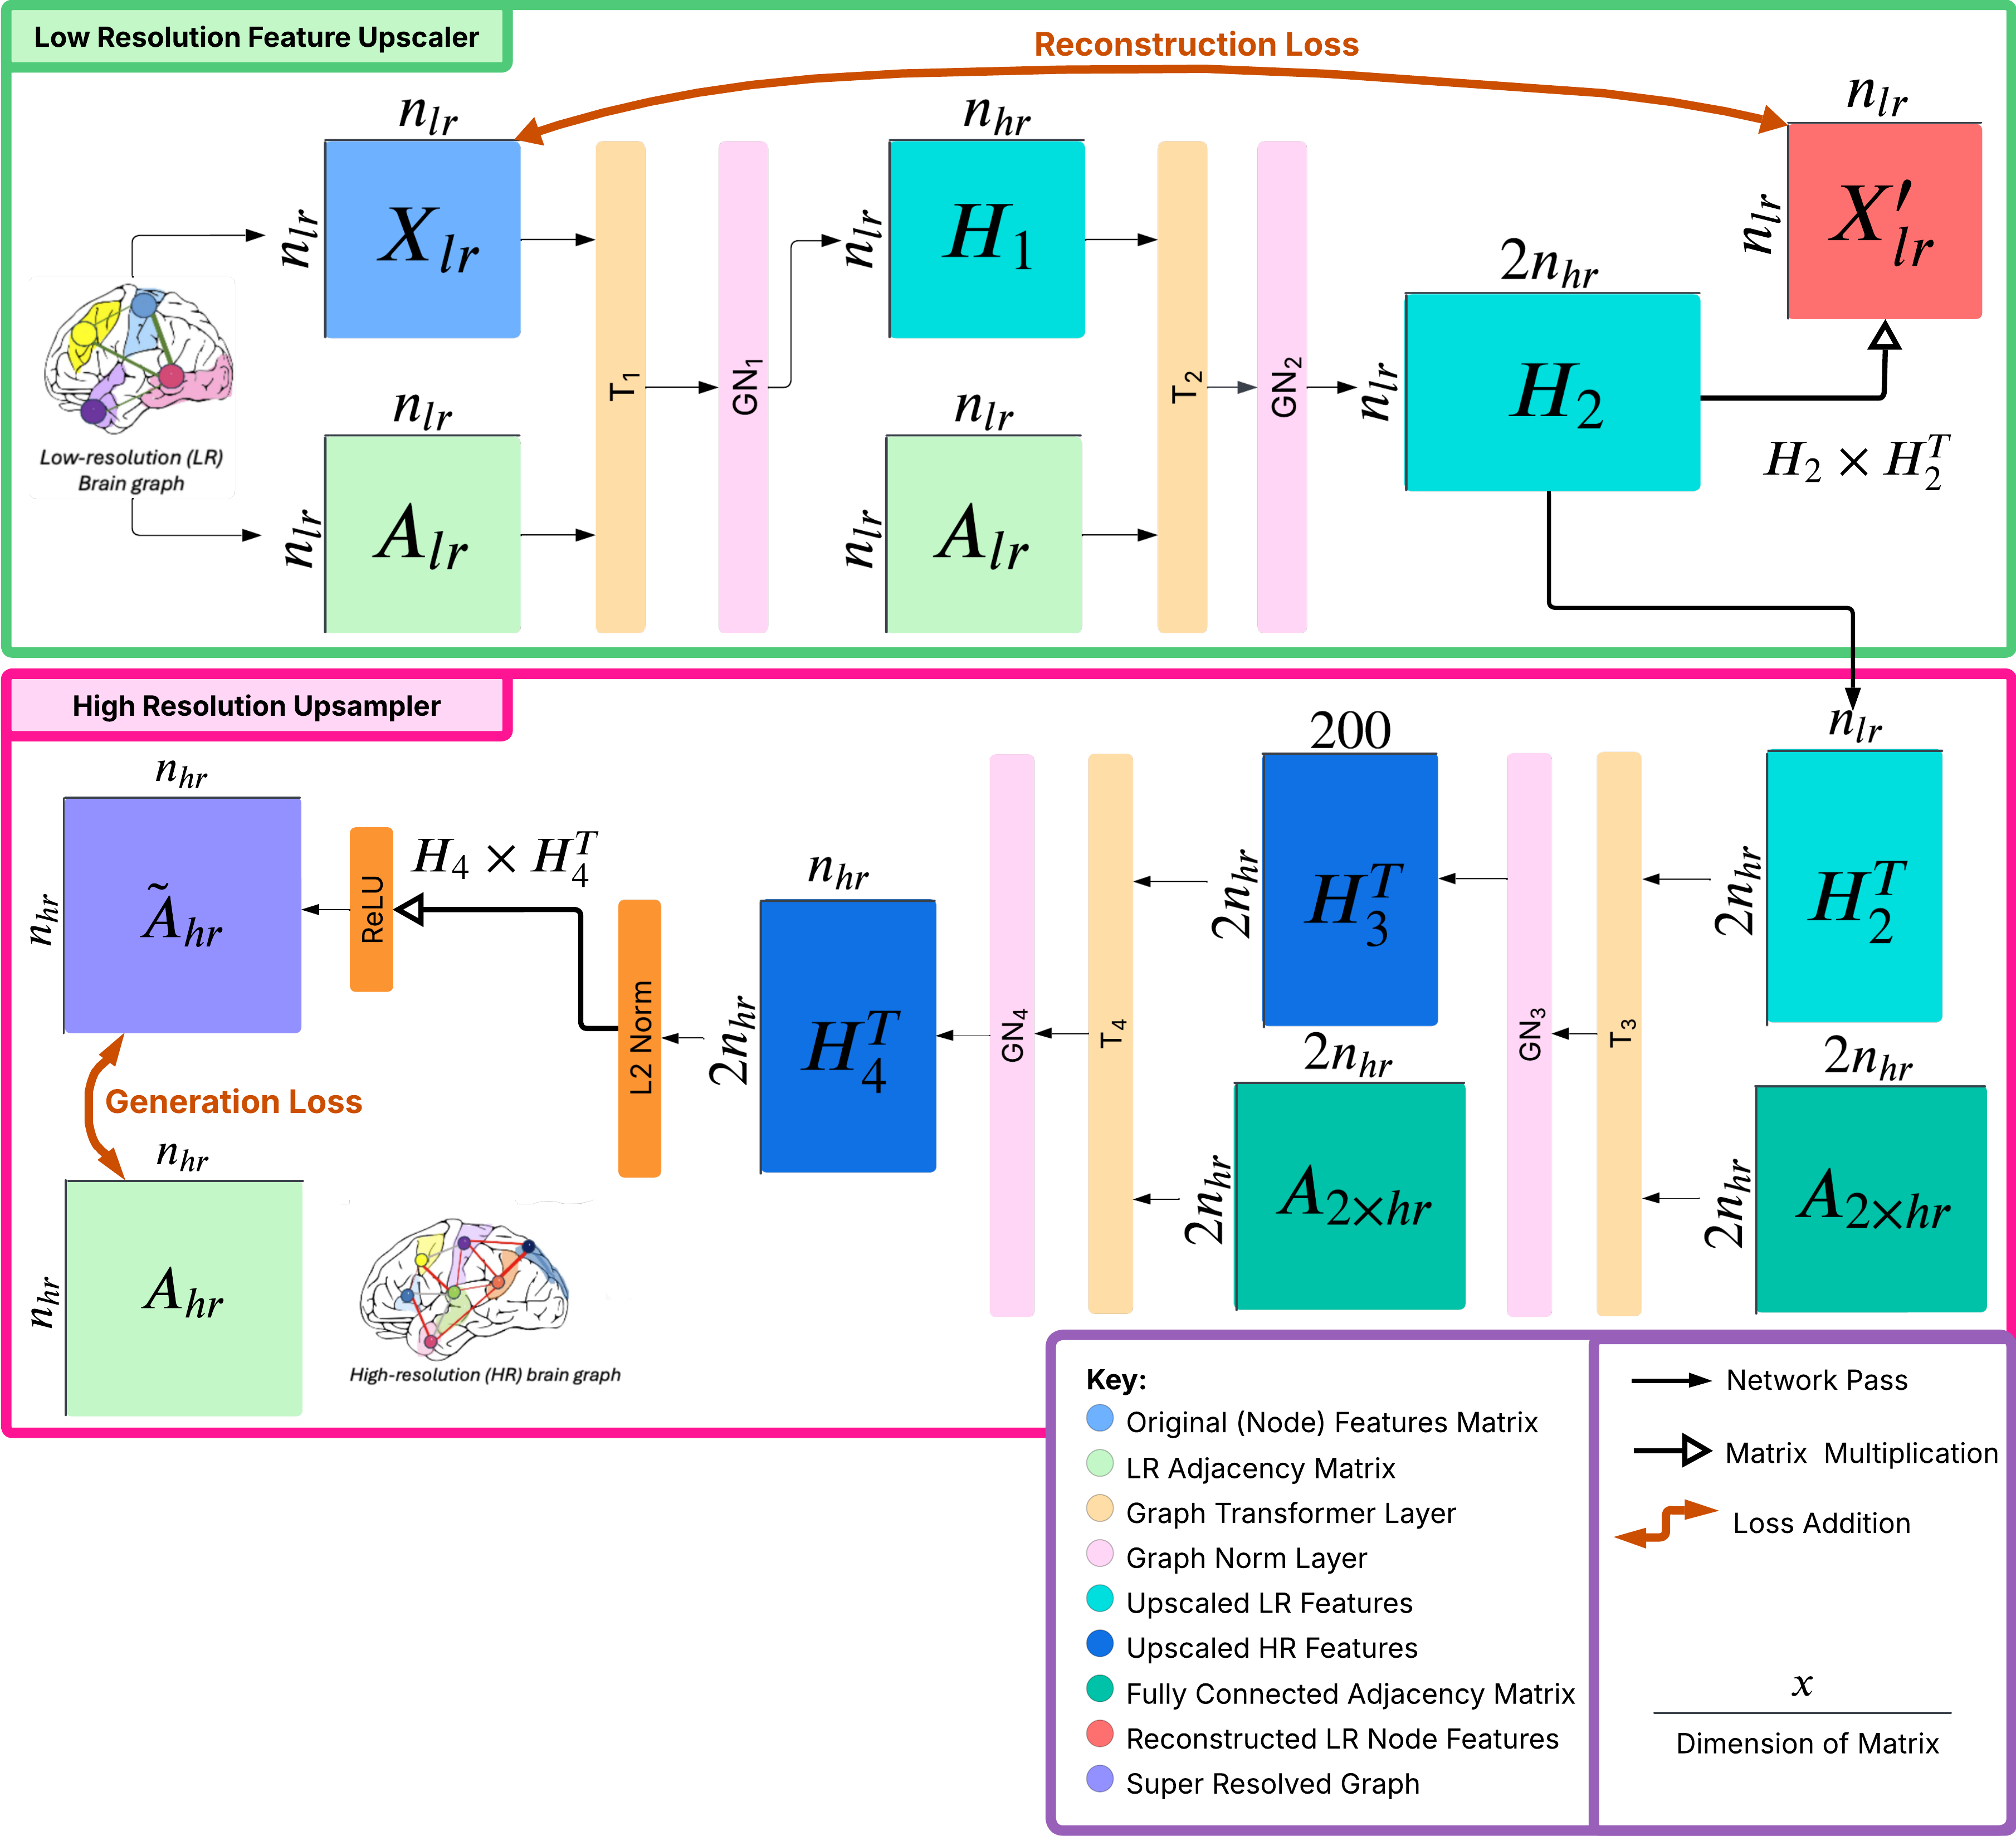 Low Resolution Feature Upscaler
Reconstruction Loss
n_{lr}
n_{hr}
n_{lr}
n_{lr}
X_{lr}
n_{lr}
H_1
n_{lr}
X'_{lr}
2n_{hr}
T_1
GN_1
T_2
GN_2
n_{lr}
H_2
n_{lr}
n_{lr}
H_2 × H_2^T
Low-resolution (LR)
Brain graph
n_{lr}
A_{lr}
n_{lr}
A_{lr}
High Resolution Upsampler
n_{hr}
200
n_{lr}
n_{hr}
Ã_{hr}
ReLU
H_4 × H_4^T
n_{hr}
2n_{hr}
H_3^T
2n_{hr}
H_2^T
L2 Norm
2n_{hr}
H_4^T
GN_4
T_4
GN_3
T_3
2n_{hr}
2n_{hr}
Generation Loss
n_{hr}
2n_{hr}
A_{2×hr}
2n_{hr}
A_{2×hr}
n_{hr}
A_{hr}
High-resolution (HR) brain graph
Key:
Original (Node) Features Matrix
LR Adjacency Matrix
Graph Transformer Layer
Graph Norm Layer
Upscaled LR Features
Upscaled HR Features
Fully Connected Adjacency Matrix
Reconstructed LR Node Features
Super Resolved Graph
Network Pass
Matrix Multiplication
Loss Addition
x
Dimension of Matrix